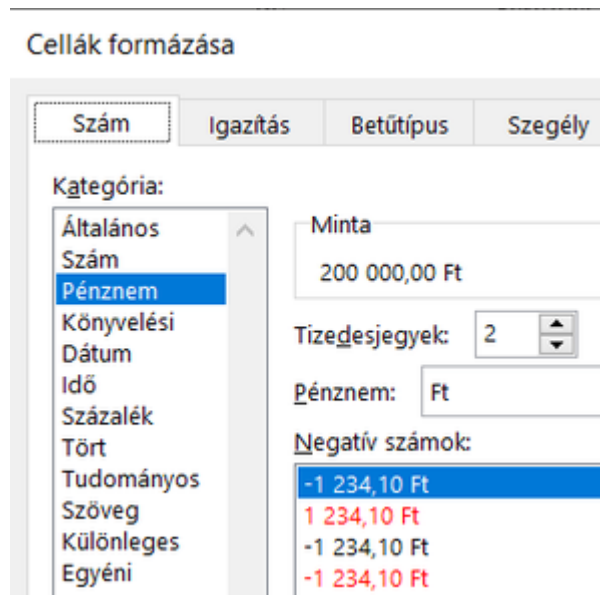 Cellák formázása
Szám Igazítás Betűtípus Szegély
Kategória:
Általános
Szám
Pénznem
Könyvelési
Dátum
Idő
Százalék
Tört
Tudományos
Szöveg
Különleges
Egyéni
Minta
200 000,00 Ft
Tizedesjegyek: 2
Pénznem: Ft
Negatív számok:
-1 234,10 Ft
1 234,10 Ft
-1 234,10 Ft
-1 234,10 Ft